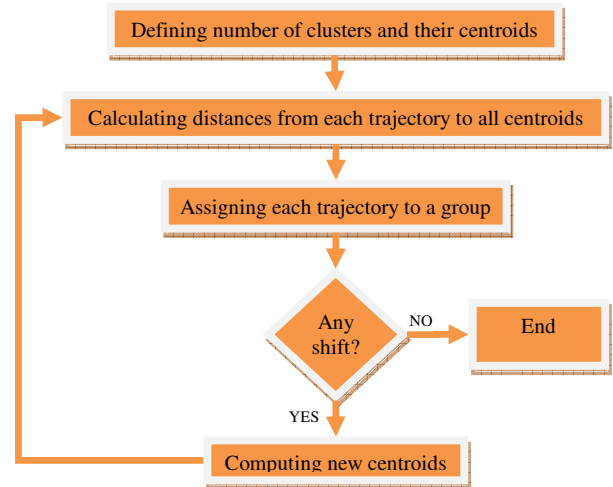 Defining number of clusters and their centroids
Calculating distances from each trajectory to all centroids
Assigning each trajectory to a group
Any
shift?
NO
End
YES
Computing new centroids